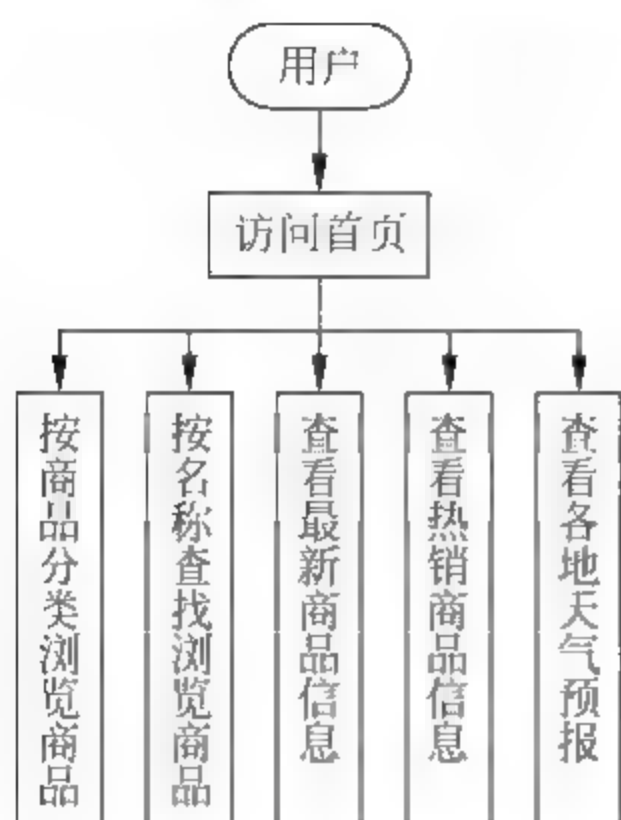 用户
访问首页
按商品分类浏览商品
按名称查找浏览商品
查看最新商品信息
查看热销商品信息
查看各地天气预报